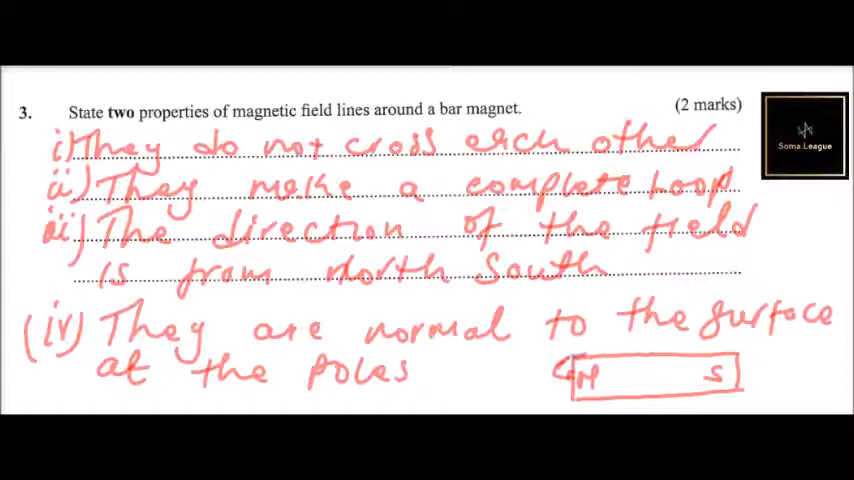 3. State two properties of magnetic field lines around a bar magnet. (2 marks)
Soma League
i) They do not cross each other
ii) They make a complete Loop
iii) The direction of the field
is from North South
(iv) They are normal to the surface
at the poles
N S